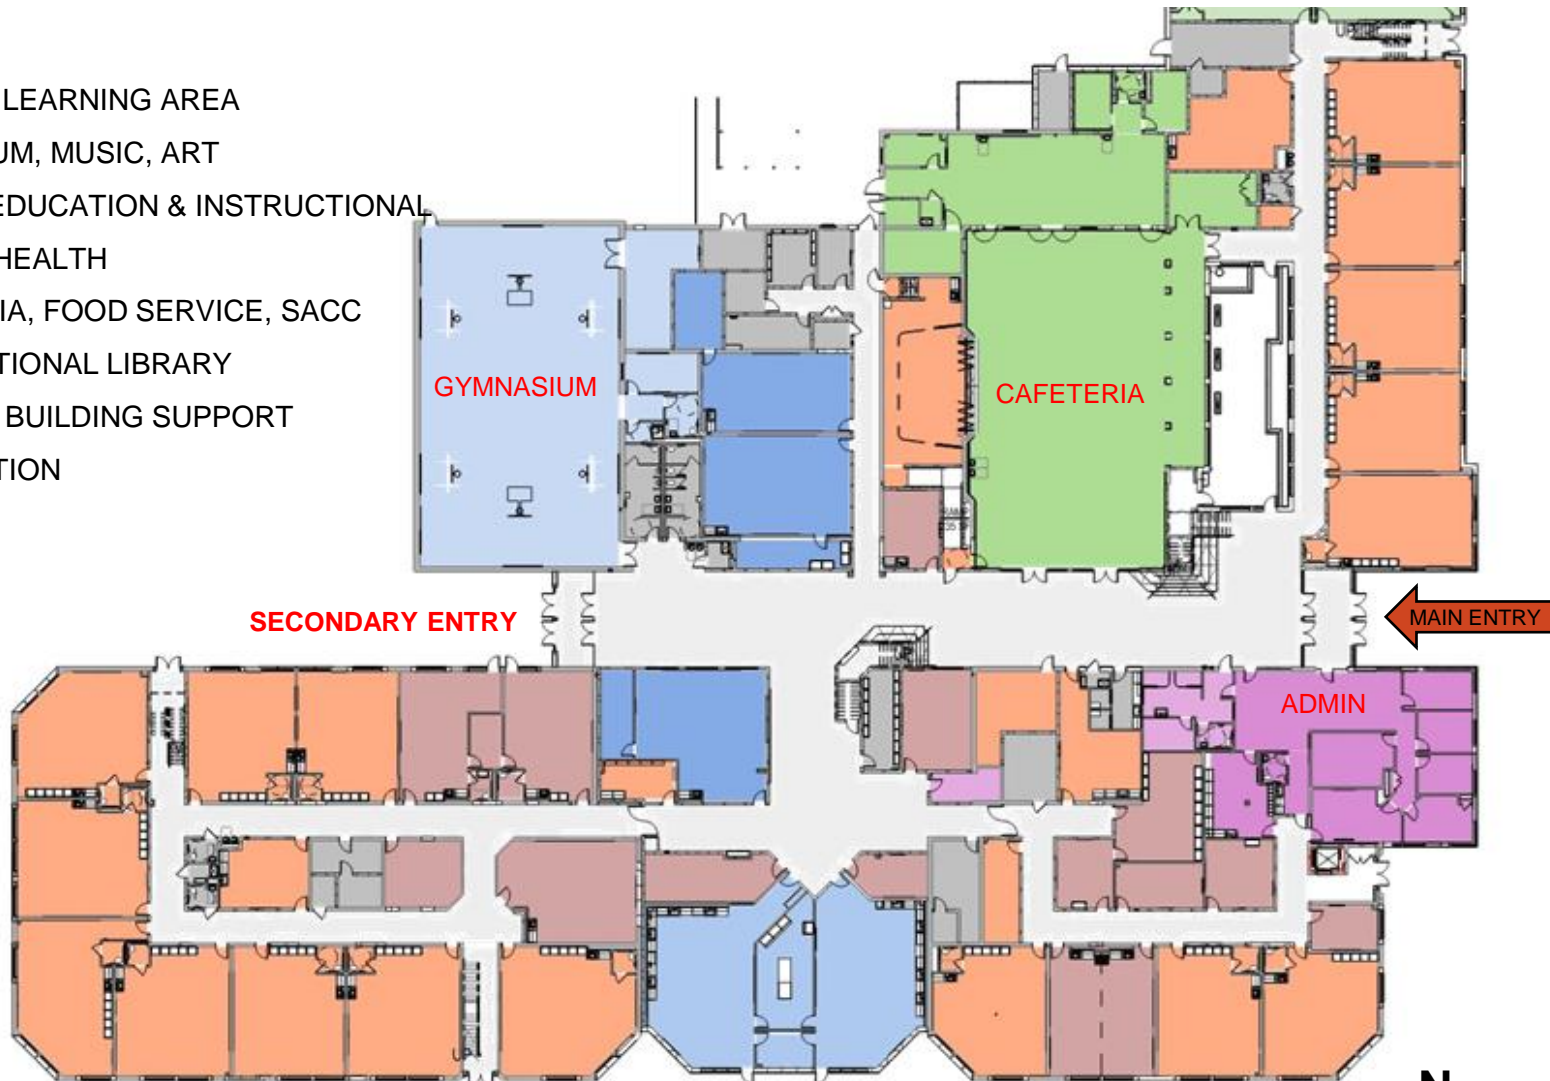 LEARNING AREA
UM, MUSIC, ART
EDUCATION & INSTRUCTIONAL
HEALTH
IA, FOOD SERVICE, SACC
TIONAL LIBRARY
BUILDING SUPPORT
TION
GYMNASIUM
CAFETERIA
SECONDARY ENTRY
MAIN ENTRY
ADMIN
N